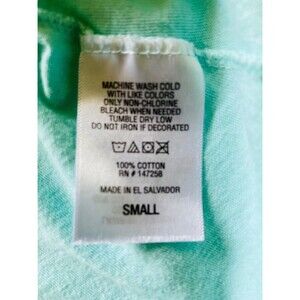 MACHINE WASH COLD
WITH LIKE COLORS
ONLY NON-CHLORINE
BLEACH WHEN NEEDED
TUMBLE DRY LOW
DO NOT IRON IF DECORATED
100% COTTON
RN # 147258
MADE IN EL SALVADOR
SMALL